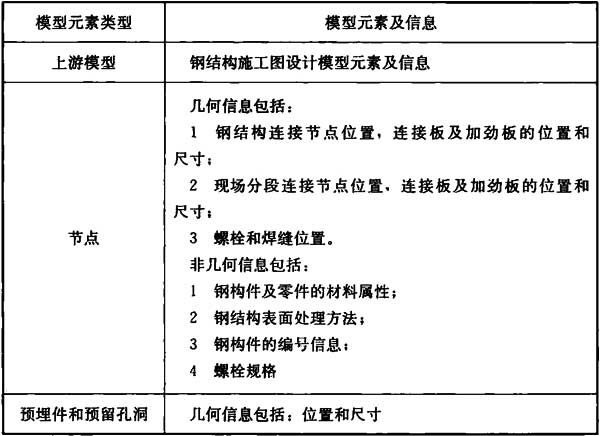 模型元素类型 模型元素及信息
上游模型 钢结构施工图设计模型元素及信息
节点
几何信息包括：
1 钢结构连接节点位置，连接板及加劲板的位置和
尺寸；
2 现场分段连接节点位置，连接板及加劲板的位置和
尺寸；
3 螺栓和焊缝位置。
非几何信息包括：
1 钢构件及零件的材料属性；
2 钢结构表面处理方法；
3 钢构件的编号信息；
4 螺栓规格
预埋件和预留孔洞 几何信息包括：位置和尺寸